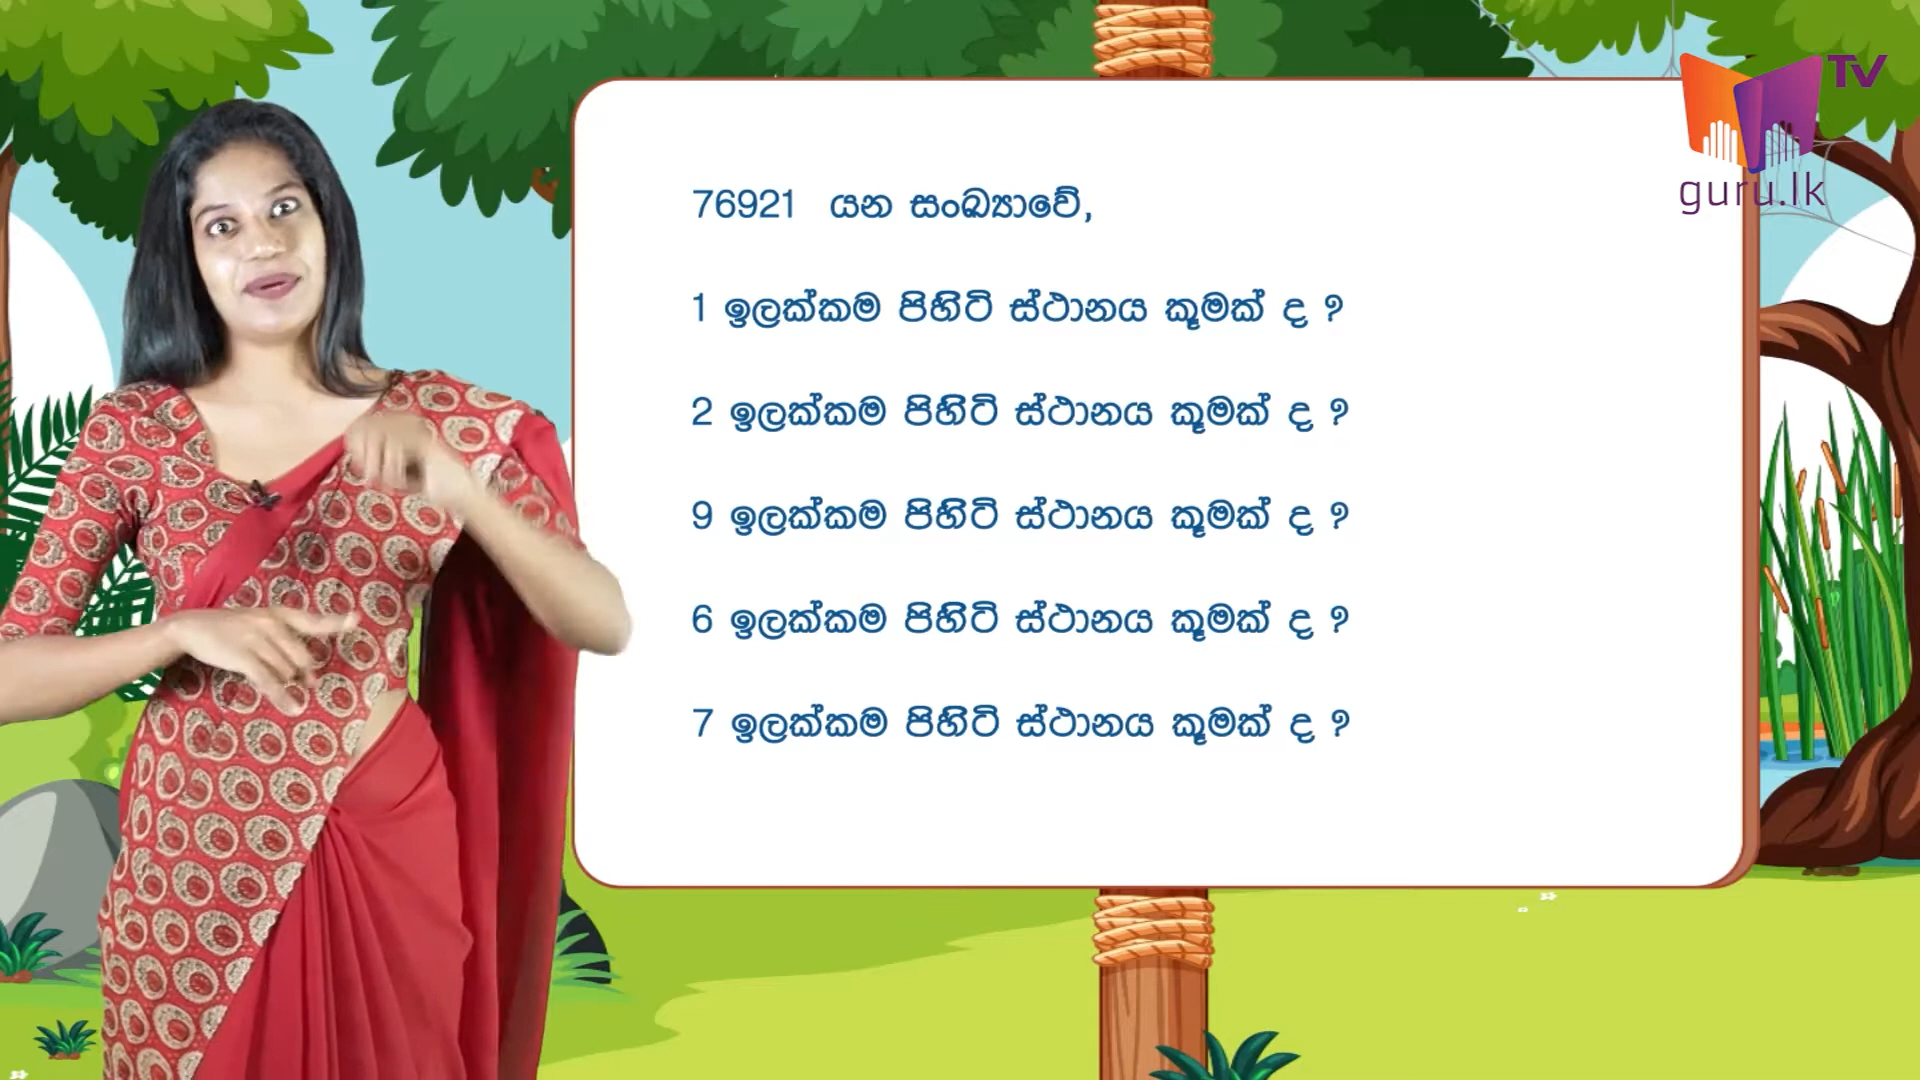 TV
guru.lk
76921 යන සංඛ්‍යාවේ,
1 ඉලක්කම පිහිටි ස්ථානය කුමක් ද ?
2 ඉලක්කම පිහිටි ස්ථානය කුමක් ද ?
9 ඉලක්කම පිහිටි ස්ථානය කුමක් ද ?
6 ඉලක්කම පිහිටි ස්ථානය කුමක් ද ?
7 ඉලක්කම පිහිටි ස්ථානය කුමක් ද ?